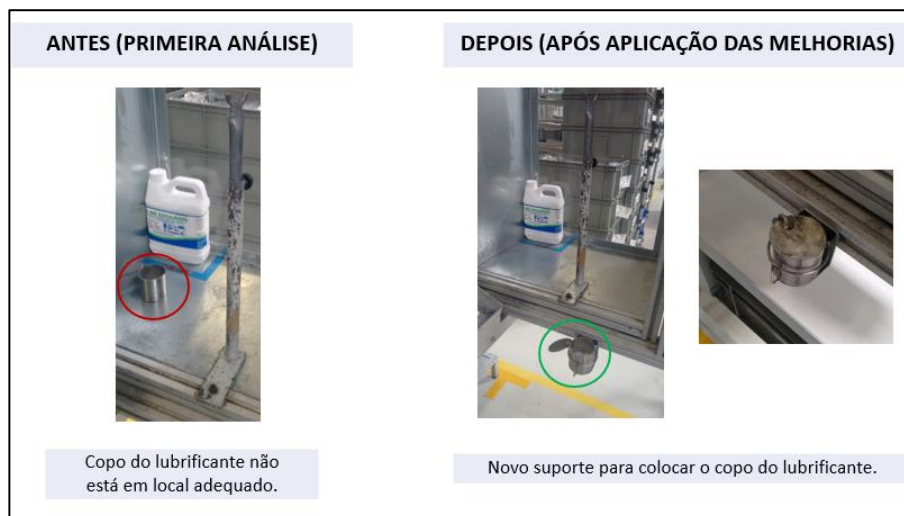 ANTES (PRIMEIRA ANÁLISE)
DEPOIS (APÓS APLICAÇÃO DAS MELHORIAS)
Copo do lubrificante não
está em local adequado.
Novo suporte para colocar o copo do lubrificante.